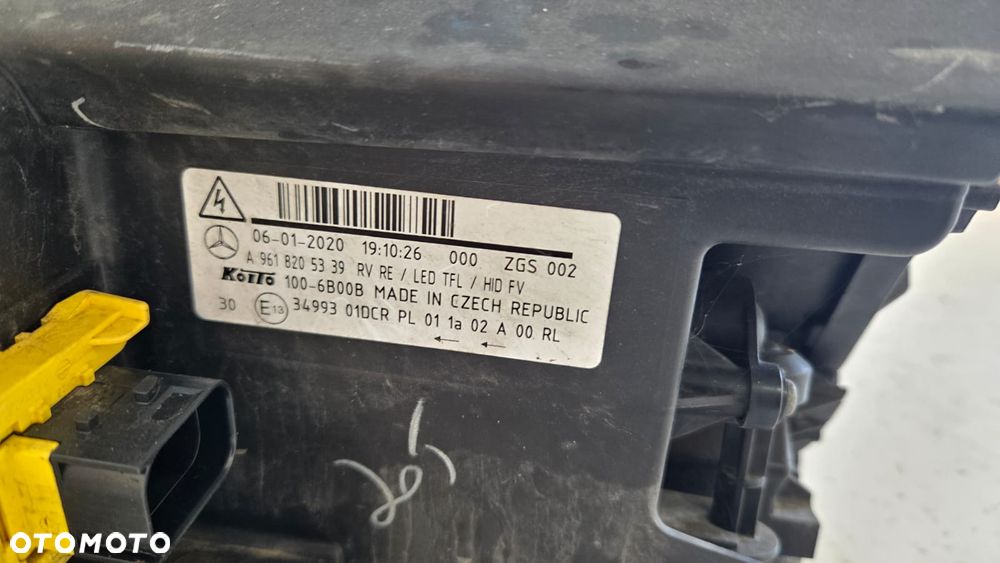 06-01-2020 19:10:26 000 ZGS 002
A 961 820 53 39 RV RE / LED TFL / HID FV
Koito 100-6B00B MADE IN CZECH REPUBLIC
30 E13 34993 01DCR PL 01 1a 02 A 00 RL
OTOMOTO